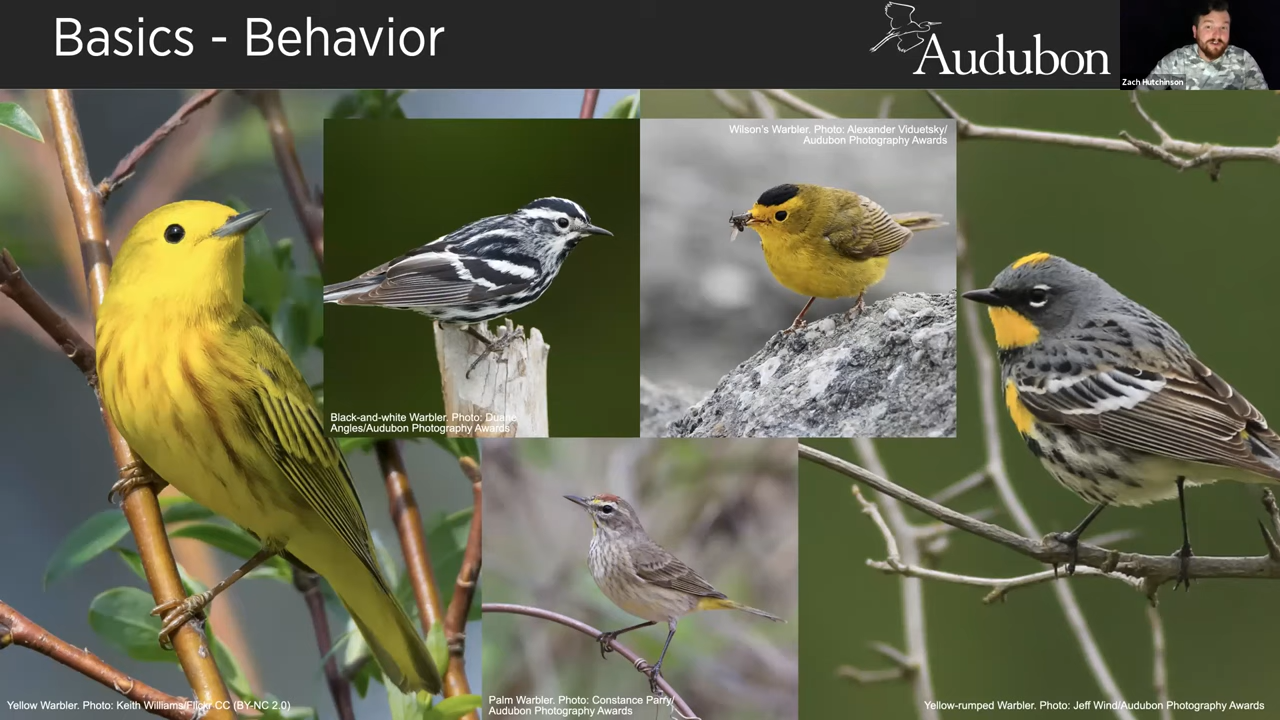 Basics - Behavior
Audubon
Zach Hutchinson
Wilson's Warbler. Photo: Alexander Viduetsky/
Audubon Photography Awards
Black-and-white Warbler. Photo: Duane
Angles/Audubon Photography Awards
Palm Warbler. Photo: Constance Parry/
Audubon Photography Awards
Yellow Warbler. Photo: Keith Williams/Flickr CC (BY-NC 2.0)
Yellow-rumped Warbler. Photo: Jeff Wind/Audubon Photography Awards